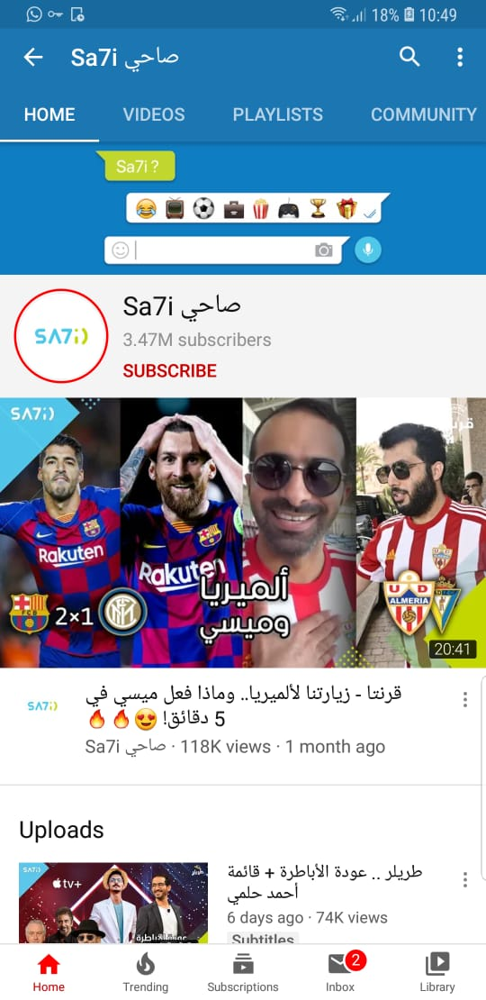 18% 10:49
صاحي Sa7i
HOME VIDEOS PLAYLISTS COMMUNITY
Sa7i ?
صاحي Sa7i
SA7i)
3.47M subscribers
SUBSCRIBE
SA7i)
Rakuten
Rakuten
ألميريا
وميسي
2×1
U D
ALMERIA
20:41
SA7i)
قرنتا - زيارتنا لألميريا.. وماذا فعل ميسي في
5 دقائق! 😍🔥🔥
صاحي Sa7i · 118K views · 1 month ago
Uploads
SA7i)
tv+
طريلر
طريلر .. عودة الأباطرة + قائمة
أحمد حلمي
6 days ago · 74K views
Subtitles
2
Home Trending Subscriptions Inbox Library